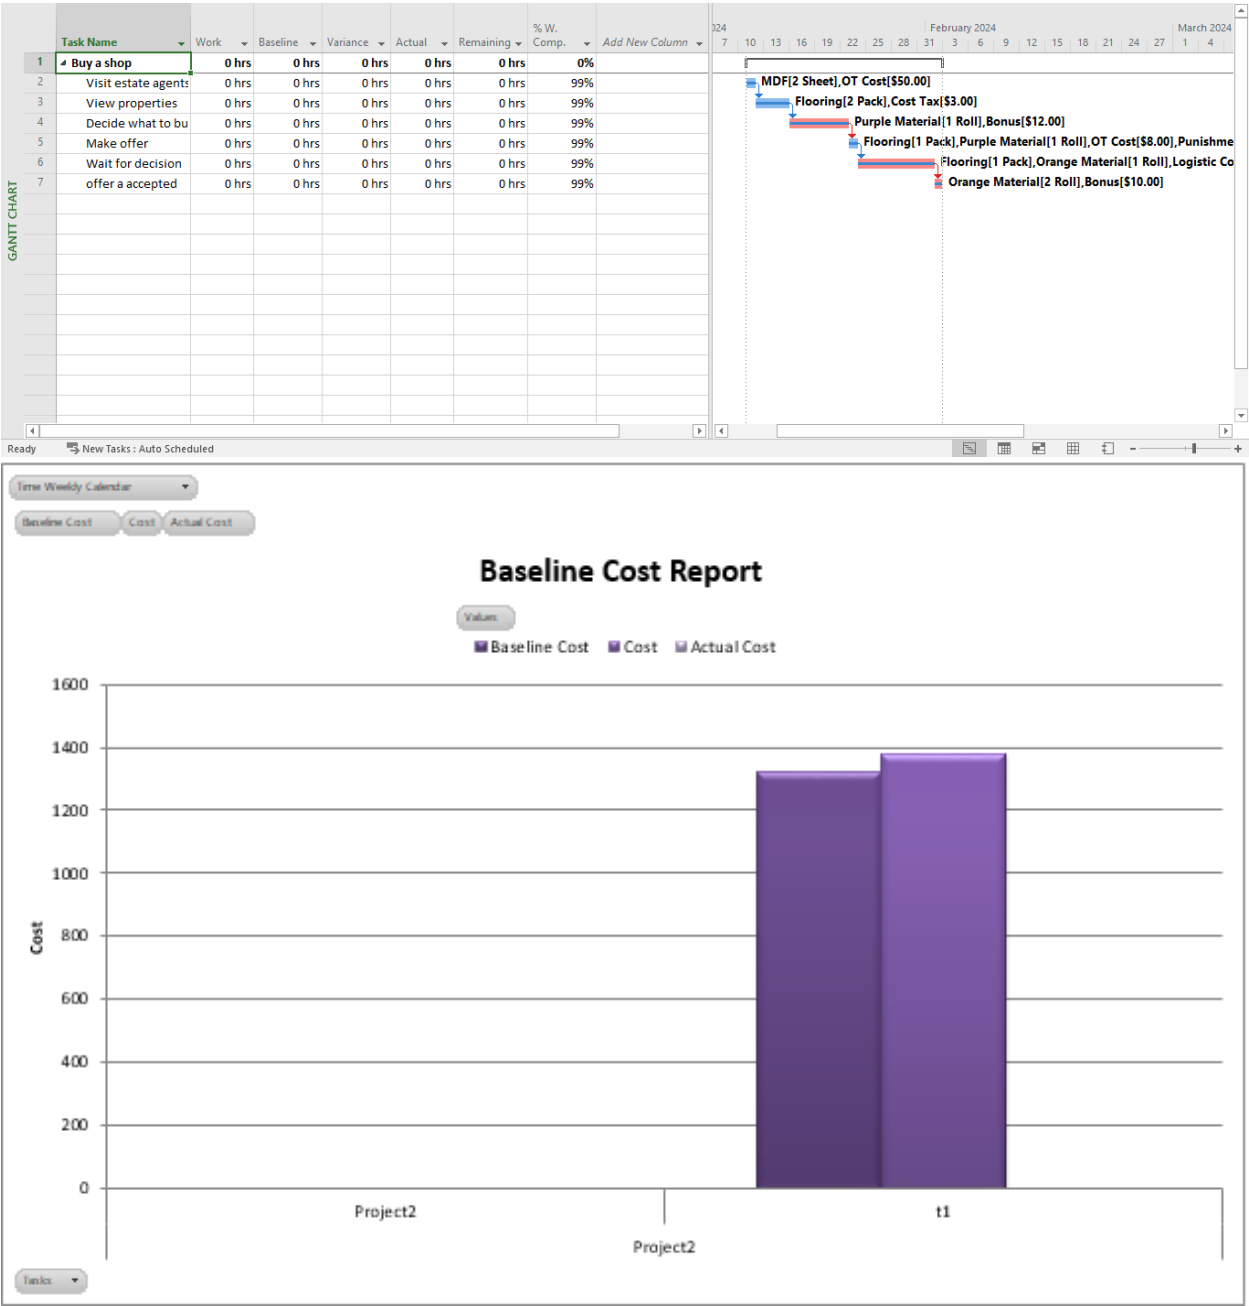 % W.
Task Name Work Baseline Variance Actual Remaining Comp. Add New Column
1 Buy a shop 0 hrs 0 hrs 0 hrs 0 hrs 0 hrs 0%
2 Visit estate agents 0 hrs 0 hrs 0 hrs 0 hrs 0 hrs 99%
3 View properties 0 hrs 0 hrs 0 hrs 0 hrs 0 hrs 99%
4 Decide what to bu 0 hrs 0 hrs 0 hrs 0 hrs 0 hrs 99%
5 Make offer 0 hrs 0 hrs 0 hrs 0 hrs 0 hrs 99%
6 Wait for decision 0 hrs 0 hrs 0 hrs 0 hrs 0 hrs 99%
7 offer a accepted 0 hrs 0 hrs 0 hrs 0 hrs 0 hrs 99%
GANTT CHART
024 February 2024 March 2024
7 10 13 16 19 22 25 28 31 3 6 9 12 15 18 21 24 27 1 4
MDF[2 Sheet],OT Cost[$50.00]
Flooring[2 Pack],Cost Tax[$3.00]
Purple Material[1 Roll],Bonus[$12.00]
Flooring[1 Pack],Purple Material[1 Roll],OT Cost[$8.00],Punishme
Flooring[1 Pack],Orange Material[1 Roll],Logistic Co
Orange Material[2 Roll],Bonus[$10.00]
Ready New Tasks : Auto Scheduled
Time Weekly Calendar
Baseline Cost Cost Actual Cost
Baseline Cost Report
Values
Baseline Cost Cost Actual Cost
1600
1400
1200
1000
800
600
400
200
0
Cost
Project2 t1
Project2
Tasks